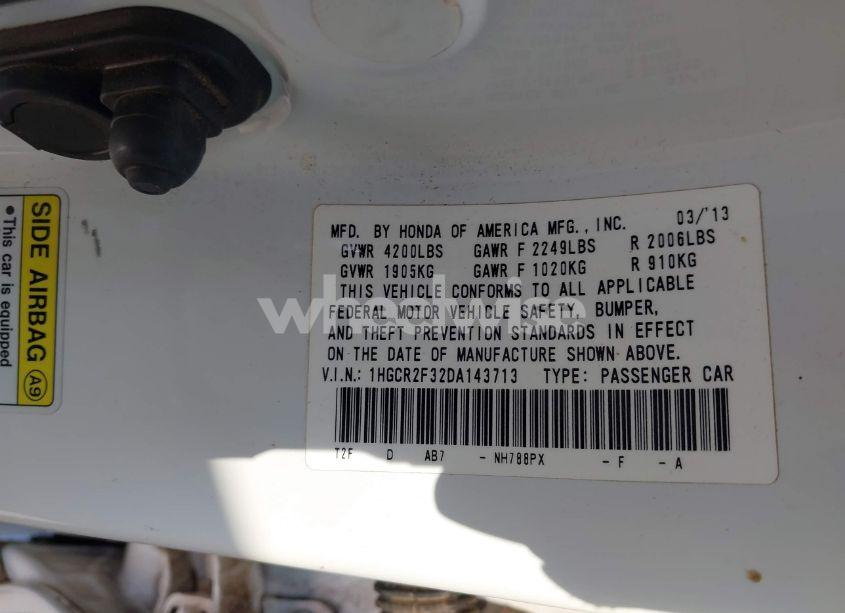 MFD. BY HONDA OF AMERICA MFG., INC. 03/'13
GVWR 4200LBS GAWR F 2249LBS R 2006LBS
GVWR 1905KG GAWR F 1020KG R 910KG
THIS VEHICLE CONFORMS TO ALL APPLICABLE
FEDERAL MOTOR VEHICLE SAFETY, BUMPER,
AND THEFT PREVENTION STANDARDS IN EFFECT
ON THE DATE OF MANUFACTURE SHOWN ABOVE.
V.I.N.: 1HGCR2F32DA143713 TYPE: PASSENGER CAR
T2F D AB7 - NH788PX - F - A
SIDE AIRBAG A9
• This car is equipped
wheelwise